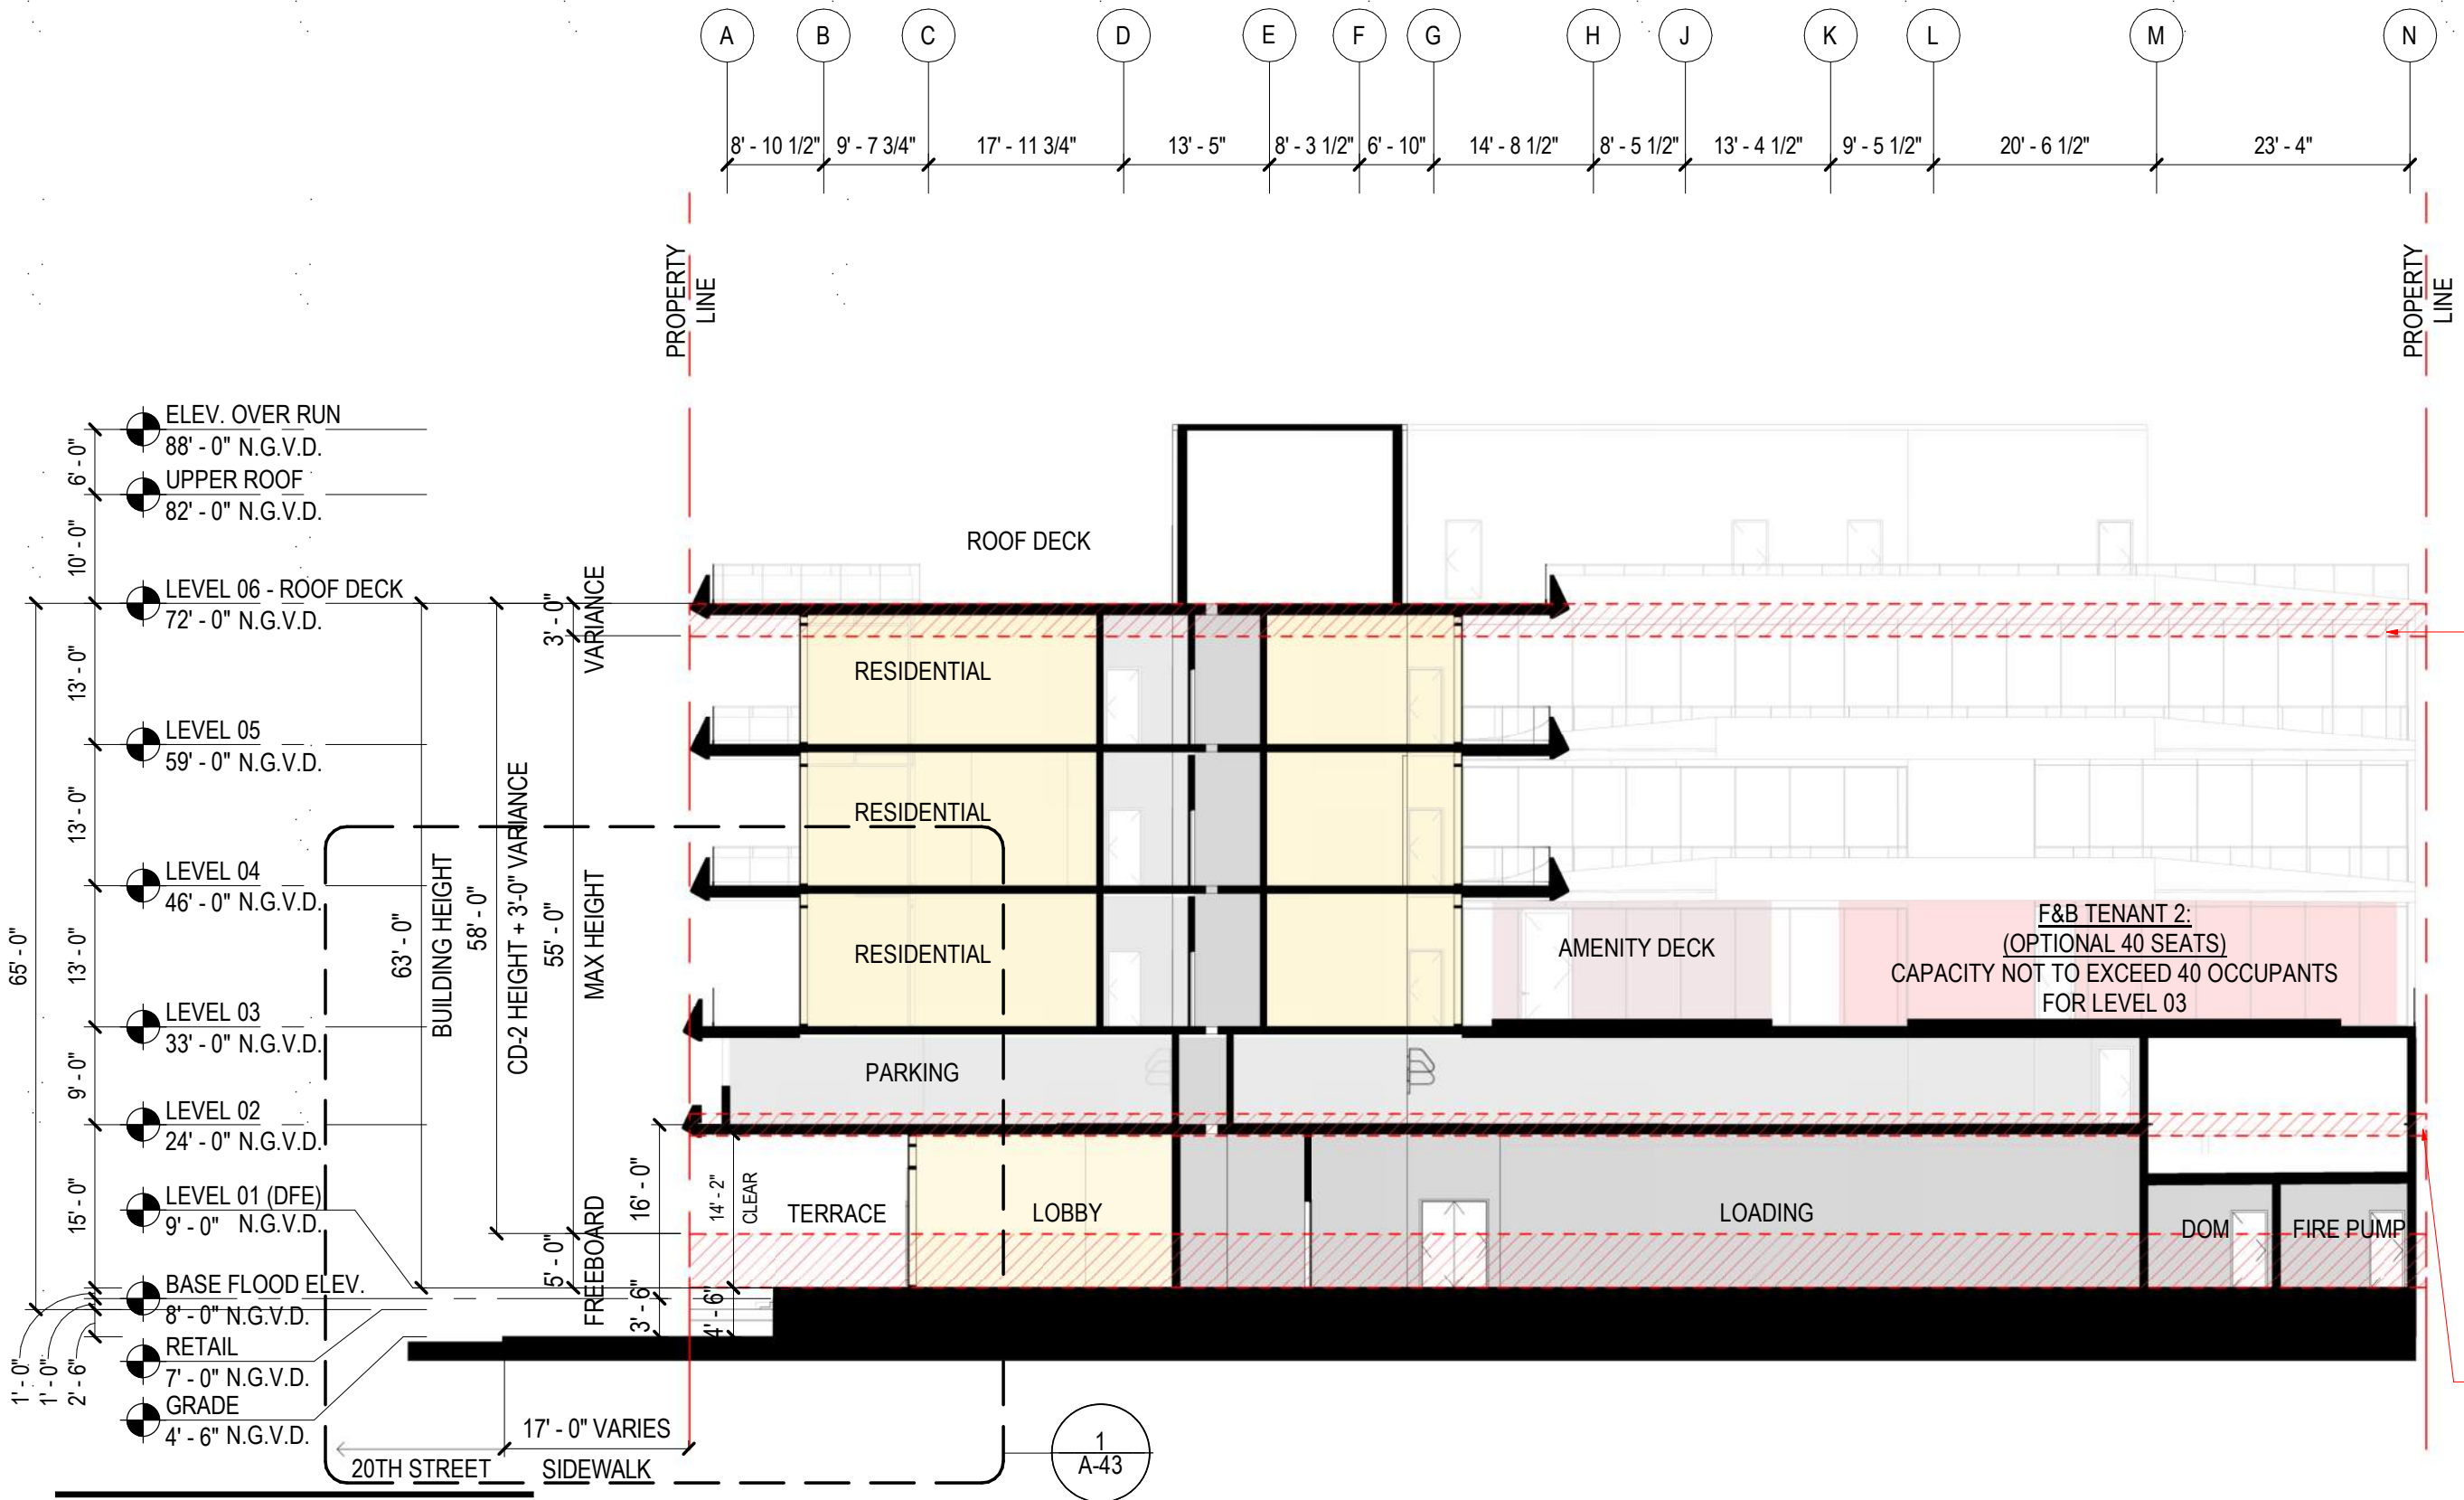 A B C D E F G H J K L M N
8' - 10 1/2" 9' - 7 3/4" 17' - 11 3/4" 13' - 5" 8' - 3 1/2" 6' - 10" 14' - 8 1/2" 8' - 5 1/2" 13' - 4 1/2" 9' - 5 1/2" 20' - 6 1/2" 23' - 4"
PROPERTY
LINE
PROPERTY
LINE
ELEV. OVER RUN
88' - 0" N.G.V.D.
6' - 0"
UPPER ROOF
82' - 0" N.G.V.D.
10' - 0"
LEVEL 06 - ROOF DECK
72' - 0" N.G.V.D.
13' - 0"
LEVEL 05
59' - 0" N.G.V.D.
13' - 0"
LEVEL 04
46' - 0" N.G.V.D.
13' - 0"
LEVEL 03
33' - 0" N.G.V.D.
9' - 0"
LEVEL 02
24' - 0" N.G.V.D.
15' - 0"
LEVEL 01 (DFE)
9' - 0" N.G.V.D.
BASE FLOOD ELEV.
8' - 0" N.G.V.D.
RETAIL
7' - 0" N.G.V.D.
GRADE
4' - 6" N.G.V.D.
65' - 0"
1' - 0"
1' - 0"
2' - 6"
63' - 0"
BUILDING HEIGHT
58' - 0"
CD-2 HEIGHT + 3'-0" VARIANCE
55' - 0"
MAX HEIGHT
3' - 0"
VARIANCE
5' - 0"
FREEBOARD
16' - 0"
3' - 6"
14' - 2"
CLEAR
4' - 6"
ROOF DECK
RESIDENTIAL
RESIDENTIAL
RESIDENTIAL
AMENITY DECK
F&B TENANT 2:
(OPTIONAL 40 SEATS)
CAPACITY NOT TO EXCEED 40 OCCUPANTS
FOR LEVEL 03
PARKING
TERRACE
LOBBY
LOADING
DOM
FIRE PUMP
17' - 0" VARIES
20TH STREET
SIDEWALK
1
A-43